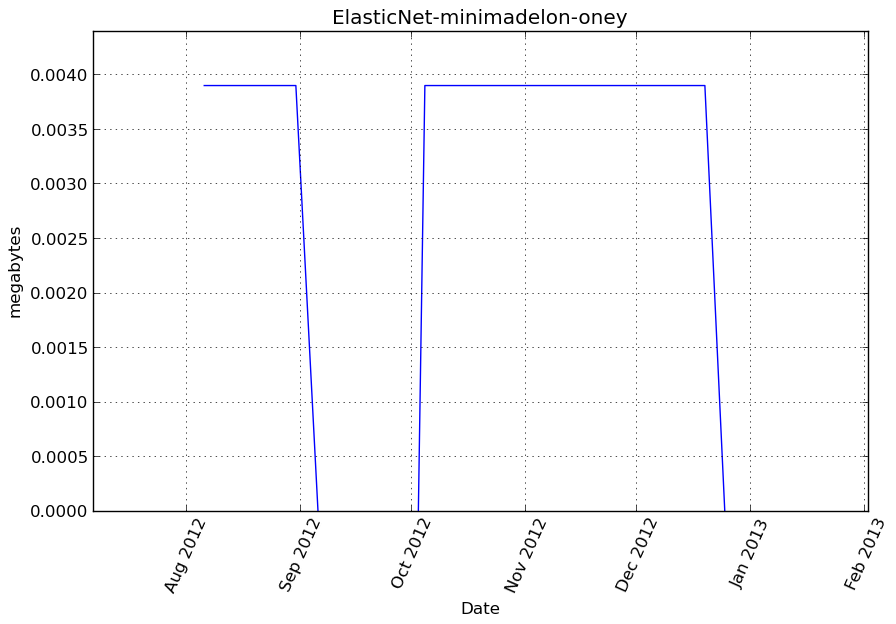 ElasticNet-minimadelon-oney
0.0040
0.0035
0.0030
0.0025
0.0020
0.0015
0.0010
0.0005
0.0000
megabytes
Aug 2012
Sep 2012
Oct 2012
Nov 2012
Dec 2012
Jan 2013
Feb 2013
Date